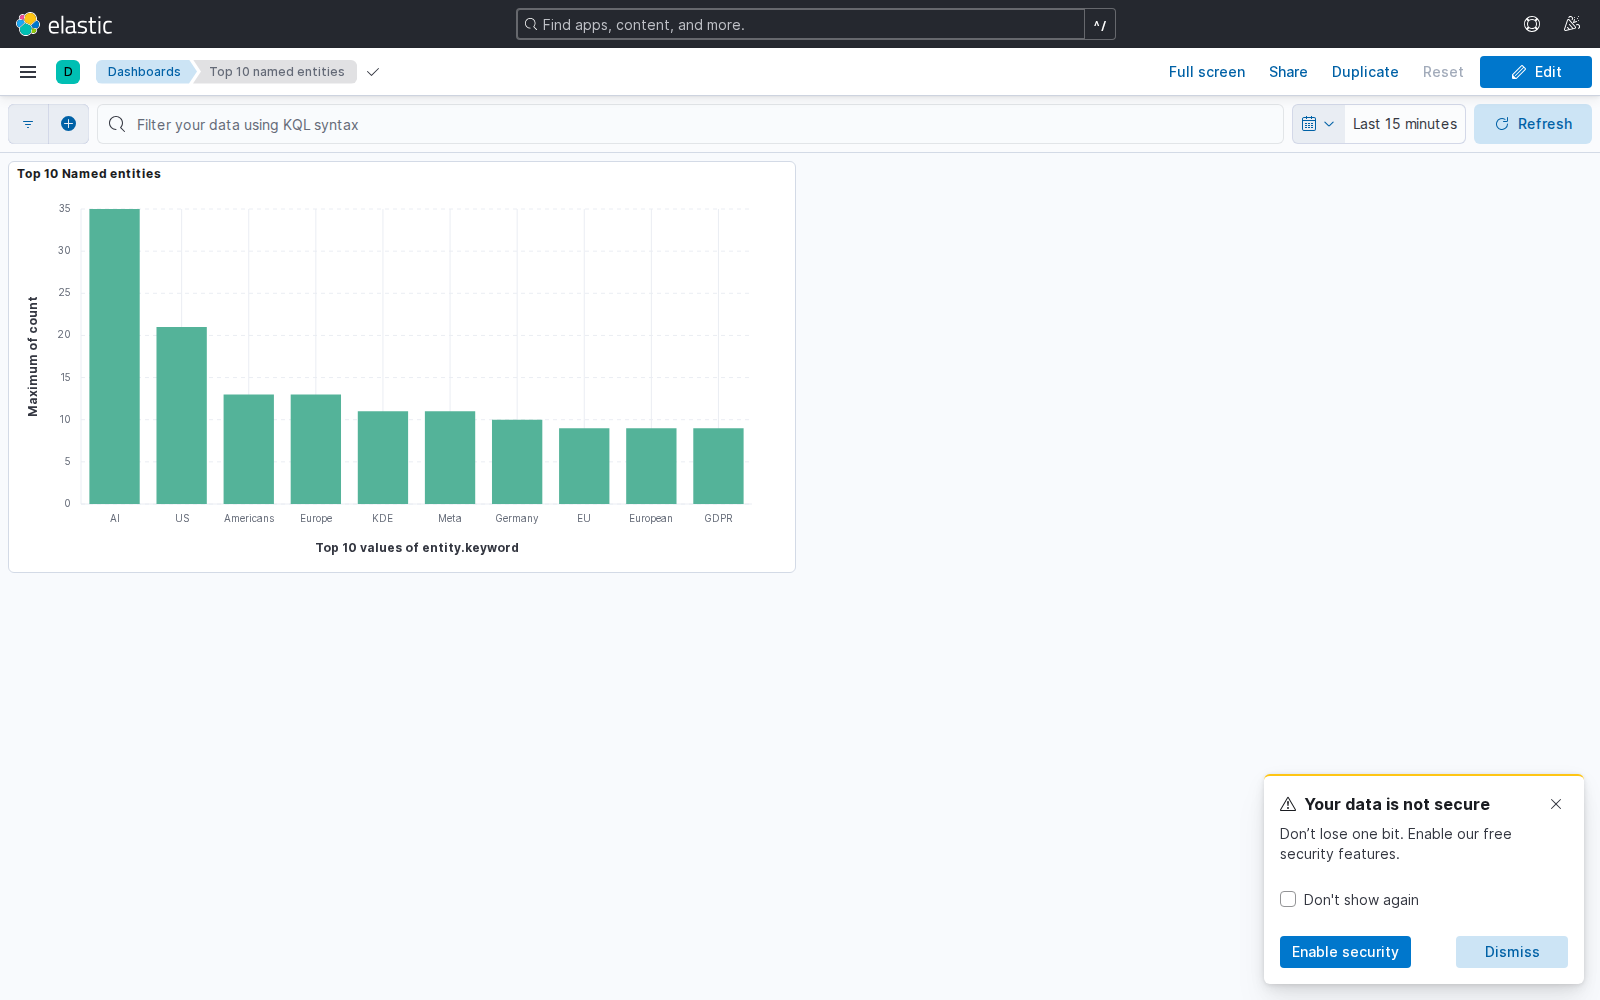 elastic
Find apps, content, and more.
^/
D
Dashboards
Top 10 named entities
Full screen
Share
Duplicate
Reset
Edit
Filter your data using KQL syntax
Last 15 minutes
Refresh
Top 10 Named entities
35
30
25
20
15
10
5
0
Maximum of count
AI
US
Americans
Europe
KDE
Meta
Germany
EU
European
GDPR
Top 10 values of entity.keyword
Your data is not secure
Don’t lose one bit. Enable our free
security features.
Don't show again
Enable security
Dismiss